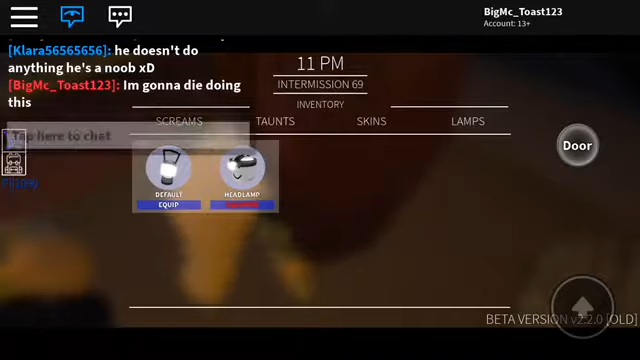 BigMc_Toast123
Account: 13+
[Klara56565656]: he doesn't do
anything he's a noob xD
[BigMc_Toast123]: Im gonna die doing
this
Tap here to chat
11 PM
INTERMISSION 69
INVENTORY
SCREAMS
TAUNTS
SKINS
LAMPS
DEFAULT
EQUIP
HEADLAMP
Door
BETA VERSION v2.2.0 [OLD]